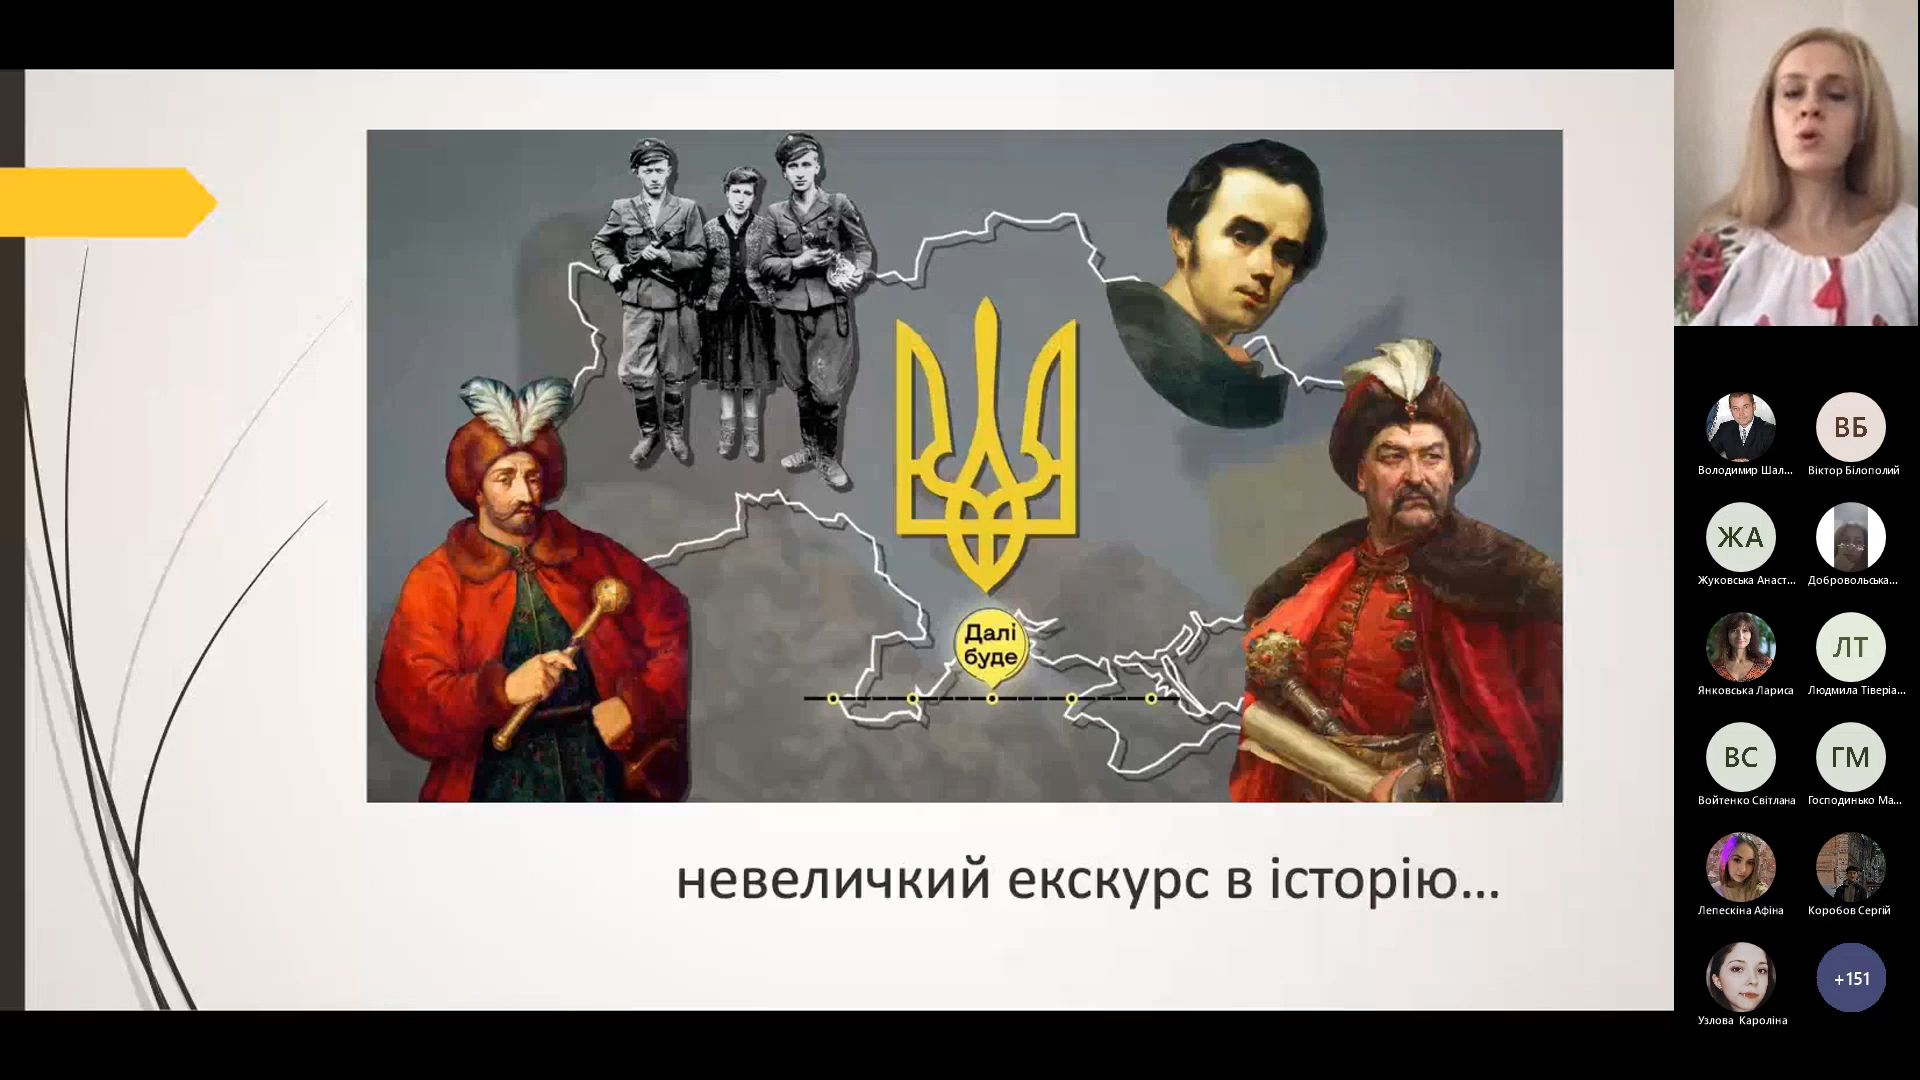 Далі
буде
невеличкий екскурс в історію...
Володимир Шал...
ВБ
Віктор Білополий
ЖА
Жуковська Анаст...
Добровольська...
Янковська Лариса
ЛТ
Людмила Тіверіа...
ВС
Войтенко Світлана
ГМ
Господинько Ма...
Лепескіна Афіна
Коробов Сергій
Узлова Кароліна
+151